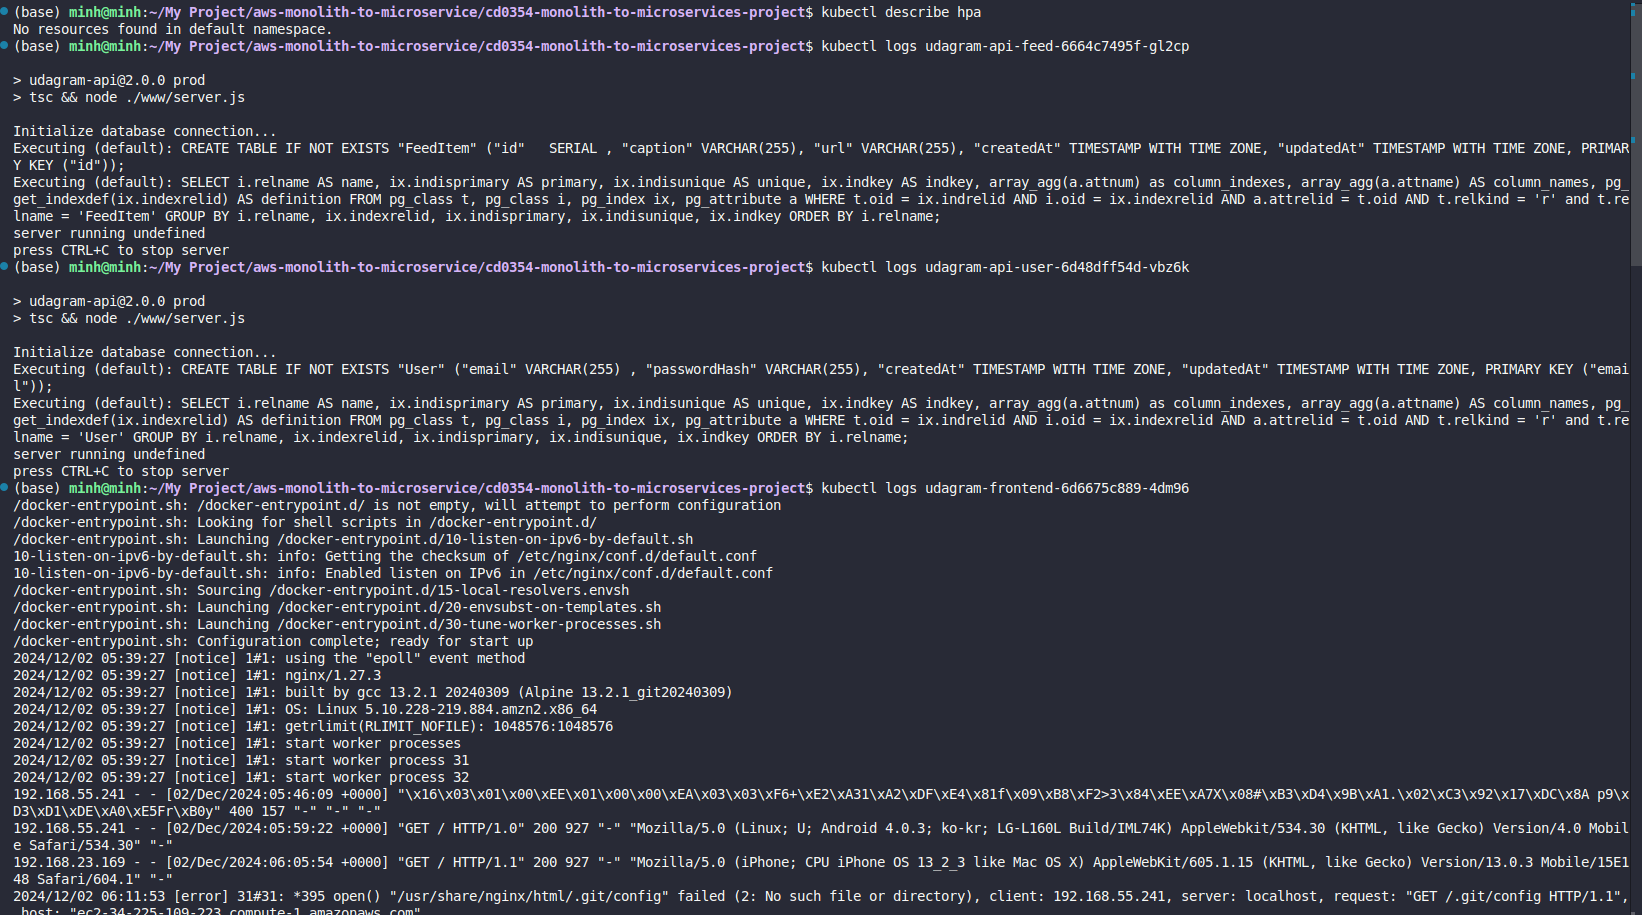 (base) minh@minh:~/My Project/aws-monolith-to-microservice/cd0354-monolith-to-microservices-project$ kubectl describe hpa
No resources found in default namespace.
(base) minh@minh:~/My Project/aws-monolith-to-microservice/cd0354-monolith-to-microservices-project$ kubectl logs udagram-api-feed-6664c7495f-gl2cp
> udagram-api@2.0.0 prod
> tsc && node ./www/server.js
Initialize database connection...
Executing (default): CREATE TABLE IF NOT EXISTS "FeedItem" ("id"   SERIAL , "caption" VARCHAR(255), "url" VARCHAR(255), "createdAt" TIMESTAMP WITH TIME ZONE, "updatedAt" TIMESTAMP WITH TIME ZONE, PRIMAR
Y KEY ("id"));
Executing (default): SELECT i.relname AS name, ix.indisprimary AS primary, ix.indisunique AS unique, ix.indkey AS indkey, array_agg(a.attnum) as column_indexes, array_agg(a.attname) AS column_names, pg_
get_indexdef(ix.indexrelid) AS definition FROM pg_class t, pg_class i, pg_index ix, pg_attribute a WHERE t.oid = ix.indrelid AND i.oid = ix.indexrelid AND a.attrelid = t.oid AND t.relkind = 'r' and t.re
lname = 'FeedItem' GROUP BY i.relname, ix.indexrelid, ix.indisprimary, ix.indisunique, ix.indkey ORDER BY i.relname;
server running undefined
press CTRL+C to stop server
(base) minh@minh:~/My Project/aws-monolith-to-microservice/cd0354-monolith-to-microservices-project$ kubectl logs udagram-api-user-6d48dff54d-vbz6k
> udagram-api@2.0.0 prod
> tsc && node ./www/server.js
Initialize database connection...
Executing (default): CREATE TABLE IF NOT EXISTS "User" ("email" VARCHAR(255) , "passwordHash" VARCHAR(255), "createdAt" TIMESTAMP WITH TIME ZONE, "updatedAt" TIMESTAMP WITH TIME ZONE, PRIMARY KEY ("emai
l"));
Executing (default): SELECT i.relname AS name, ix.indisprimary AS primary, ix.indisunique AS unique, ix.indkey AS indkey, array_agg(a.attnum) as column_indexes, array_agg(a.attname) AS column_names, pg_
get_indexdef(ix.indexrelid) AS definition FROM pg_class t, pg_class i, pg_index ix, pg_attribute a WHERE t.oid = ix.indrelid AND i.oid = ix.indexrelid AND a.attrelid = t.oid AND t.relkind = 'r' and t.re
lname = 'User' GROUP BY i.relname, ix.indexrelid, ix.indisprimary, ix.indisunique, ix.indkey ORDER BY i.relname;
server running undefined
press CTRL+C to stop server
(base) minh@minh:~/My Project/aws-monolith-to-microservice/cd0354-monolith-to-microservices-project$ kubectl logs udagram-frontend-6d6675c889-4dm96
/docker-entrypoint.sh: /docker-entrypoint.d/ is not empty, will attempt to perform configuration
/docker-entrypoint.sh: Looking for shell scripts in /docker-entrypoint.d/
/docker-entrypoint.sh: Launching /docker-entrypoint.d/10-listen-on-ipv6-by-default.sh
10-listen-on-ipv6-by-default.sh: info: Getting the checksum of /etc/nginx/conf.d/default.conf
10-listen-on-ipv6-by-default.sh: info: Enabled listen on IPv6 in /etc/nginx/conf.d/default.conf
/docker-entrypoint.sh: Sourcing /docker-entrypoint.d/15-local-resolvers.envsh
/docker-entrypoint.sh: Launching /docker-entrypoint.d/20-envsubst-on-templates.sh
/docker-entrypoint.sh: Launching /docker-entrypoint.d/30-tune-worker-processes.sh
/docker-entrypoint.sh: Configuration complete; ready for start up
2024/12/02 05:39:27 [notice] 1#1: using the "epoll" event method
2024/12/02 05:39:27 [notice] 1#1: nginx/1.27.3
2024/12/02 05:39:27 [notice] 1#1: built by gcc 13.2.1 20240309 (Alpine 13.2.1_git20240309)
2024/12/02 05:39:27 [notice] 1#1: OS: Linux 5.10.228-219.884.amzn2.x86_64
2024/12/02 05:39:27 [notice] 1#1: getrlimit(RLIMIT_NOFILE): 1048576:1048576
2024/12/02 05:39:27 [notice] 1#1: start worker processes
2024/12/02 05:39:27 [notice] 1#1: start worker process 31
2024/12/02 05:39:27 [notice] 1#1: start worker process 32
192.168.55.241 - - [02/Dec/2024:05:46:09 +0000] "\x16\x03\x01\x00\xEE\x01\x00\x00\xEA\x03\x03\xF6+\xE2\xA31\xA2\xDF\xE4\x81f\x09\xB8\xF2>3\x84\xEE\xA7X\x08#\xB3\xD4\x9B\xA1.\x02\xC3\x92\x17\xDC\x8A p9\x
D3\xD1\xDE\xA0\xE5Fr\xB0y" 400 157 "-" "-" "-"
192.168.55.241 - - [02/Dec/2024:05:59:22 +0000] "GET / HTTP/1.0" 200 927 "-" "Mozilla/5.0 (Linux; U; Android 4.0.3; ko-kr; LG-L160L Build/IML74K) AppleWebkit/534.30 (KHTML, like Gecko) Version/4.0 Mobil
e Safari/534.30" "-"
192.168.23.169 - - [02/Dec/2024:06:05:54 +0000] "GET / HTTP/1.1" 200 927 "-" "Mozilla/5.0 (iPhone; CPU iPhone OS 13_2_3 like Mac OS X) AppleWebKit/605.1.15 (KHTML, like Gecko) Version/13.0.3 Mobile/15E1
48 Safari/604.1" "-"
2024/12/02 06:11:53 [error] 31#31: *395 open() "/usr/share/nginx/html/.git/config" failed (2: No such file or directory), client: 192.168.55.241, server: localhost, request: "GET /.git/config HTTP/1.1",
host: "ec2-34-225-109-223.compute-1.amazonaws.com"